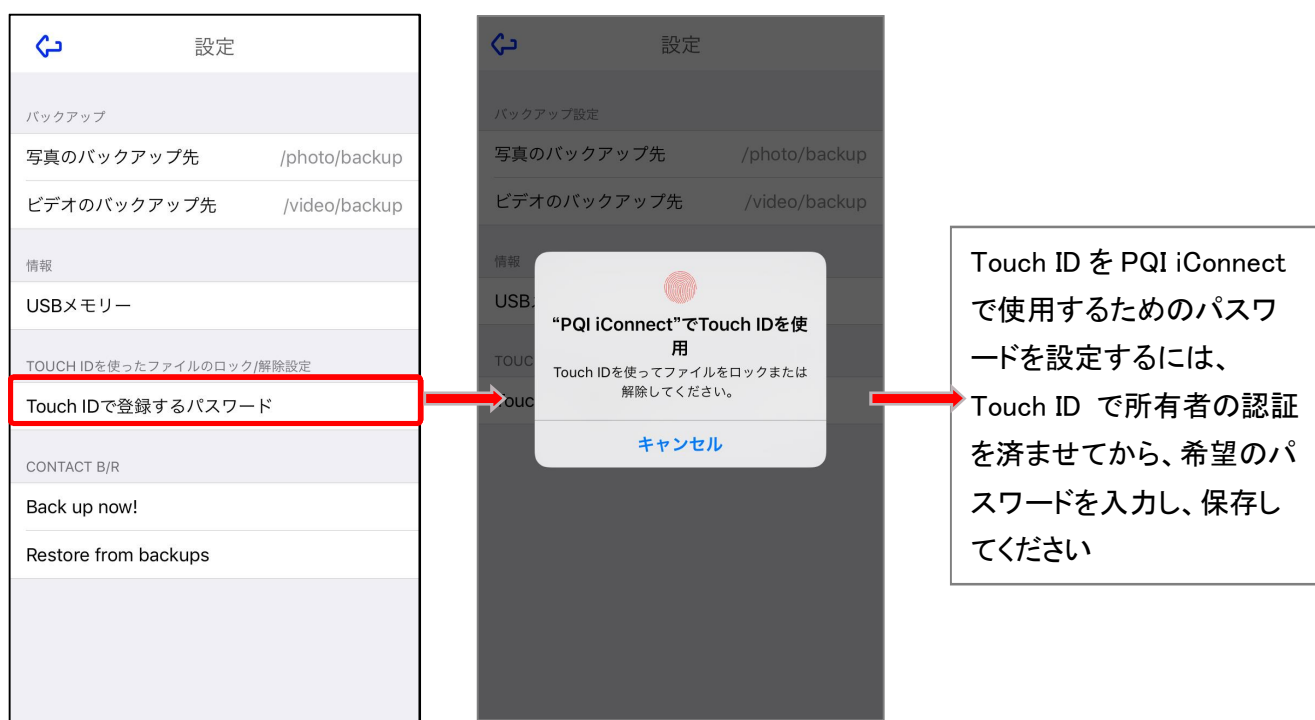 設定
バックアップ
写真のバックアップ先 /photo/backup
ビデオのバックアップ先 /video/backup
情報
USBメモリー
TOUCH IDを使ったファイルのロック/解除設定
Touch IDで登録するパスワード
CONTACT B/R
Back up now!
Restore from backups
設定
バックアップ設定
写真のバックアップ先 /photo/backup
ビデオのバックアップ先 /video/backup
情報
USB
“PQI iConnect”でTouch IDを使
用
Touch IDを使ってファイルをロックまたは
解除してください。
キャンセル
TOUC
Touc
Touch ID を PQI iConnect
で使用するためのパスワ
ードを設定するには、
Touch ID で所有者の認証
を済ませてから、希望のパ
スワードを入力し、保存し
てください